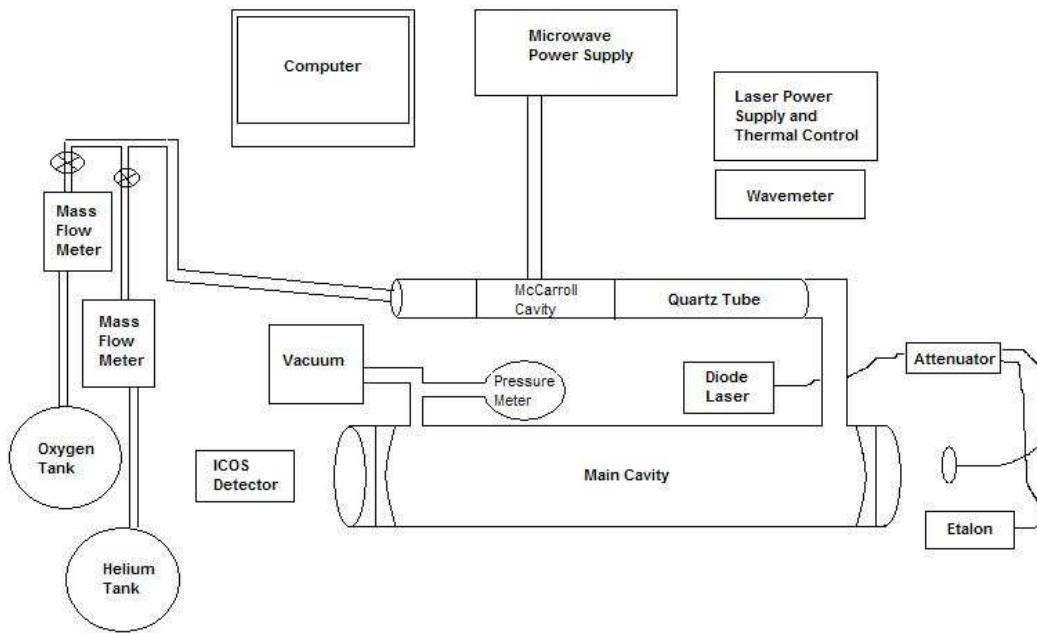 Computer
Microwave
Power Supply
Laser Power
Supply and
Thermal Control
Wavemeter
Mass
Flow
Meter
Mass
Flow
Meter
McCarroll
Cavity
Quartz Tube
Vacuum
Pressure
Meter
Diode
Laser
Attenuator
Oxygen
Tank
ICOS
Detector
Main Cavity
Etalon
Helium
Tank